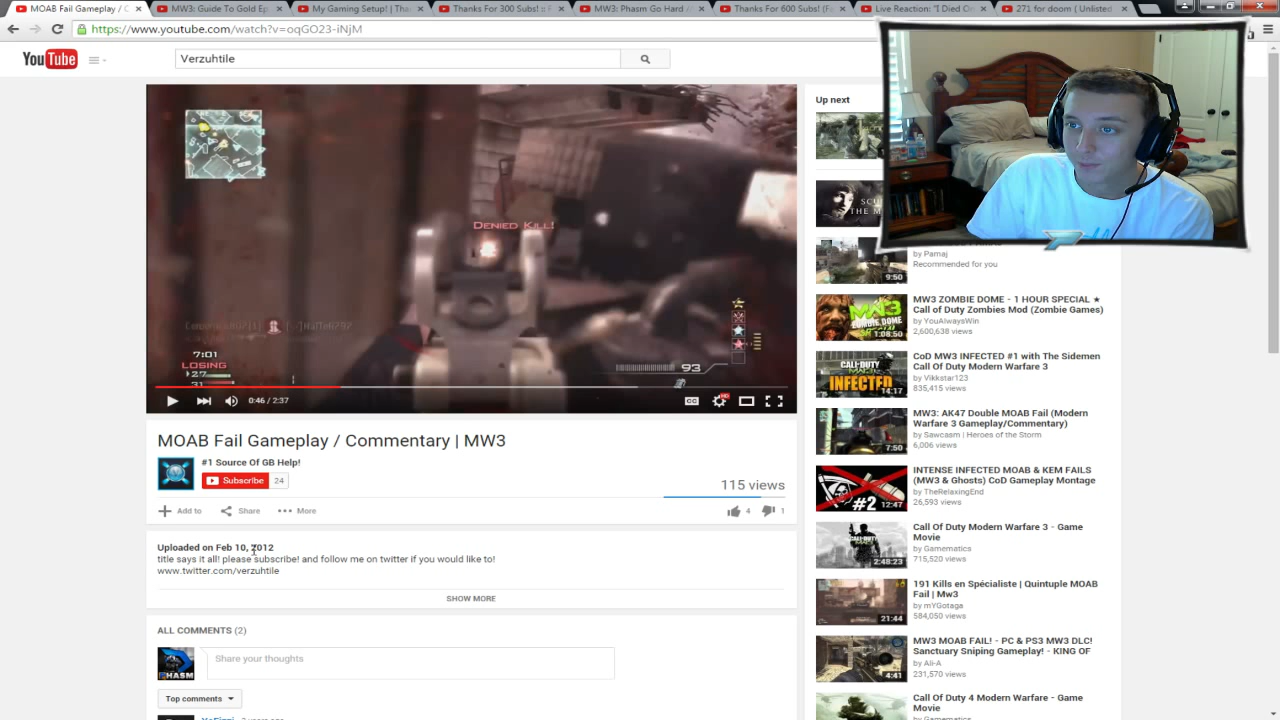 MOAB Fail Gameplay / C
MW3: Guide To Gold Ep
My Gaming Setup! | Tha
Thanks For 300 Subs! :: F
MW3: Phasm Go Hard /
Thanks For 600 Subs! (Fa
Live Reaction: "I Died On
271 for doom ( Unlisted
https://www.youtube.com/watch?v=oqGO23-iNjM
YouTube
Verzuhtile
DENIED KILL!
7:01
LOSING
27
31
93
0:46 / 2:37
CC
HD
MOAB Fail Gameplay / Commentary | MW3
#1 Source Of GB Help!
Subscribe 24
115 views
Add to Share More
4 1
Uploaded on Feb 10, 2012
title says it all! please subscribe! and follow me on twitter if you would like to!
www.twitter.com/verzuhtile
SHOW MORE
ALL COMMENTS (2)
PHASM
Share your thoughts
Top comments
Up next
by Pamaj
Recommended for you
9:50
MW3 ZOMBIE DOME - 1 HOUR SPECIAL ★
Call of Duty Zombies Mod (Zombie Games)
by YouAlwaysWin
2,600,638 views
1:08:50
CoD MW3 INFECTED #1 with The Sidemen
Call Of Duty Modern Warfare 3
by Vikkstar123
835,415 views
CALL-DUTY
INFECTED
14:17
MW3: AK47 Double MOAB Fail (Modern
Warfare 3 Gameplay/Commentary)
by Sawcasm | Heroes of the Storm
6,006 views
7:50
INTENSE INFECTED MOAB & KEM FAILS
(MW3 & Ghosts) CoD Gameplay Montage
by TheRelaxingEnd
26,593 views
#2
12:47
Call Of Duty Modern Warfare 3 - Game
Movie
by Gamematics
715,520 views
CALL-DUTY
2:48:23
191 Kills en Spécialiste | Quintuple MOAB
Fail | Mw3
by mYGotaga
584,050 views
21:44
MW3 MOAB FAIL! - PC & PS3 MW3 DLC!
Sanctuary Sniping Gameplay! - KING OF
by Ali-A
231,570 views
4:41
Call Of Duty 4 Modern Warfare - Game
Movie